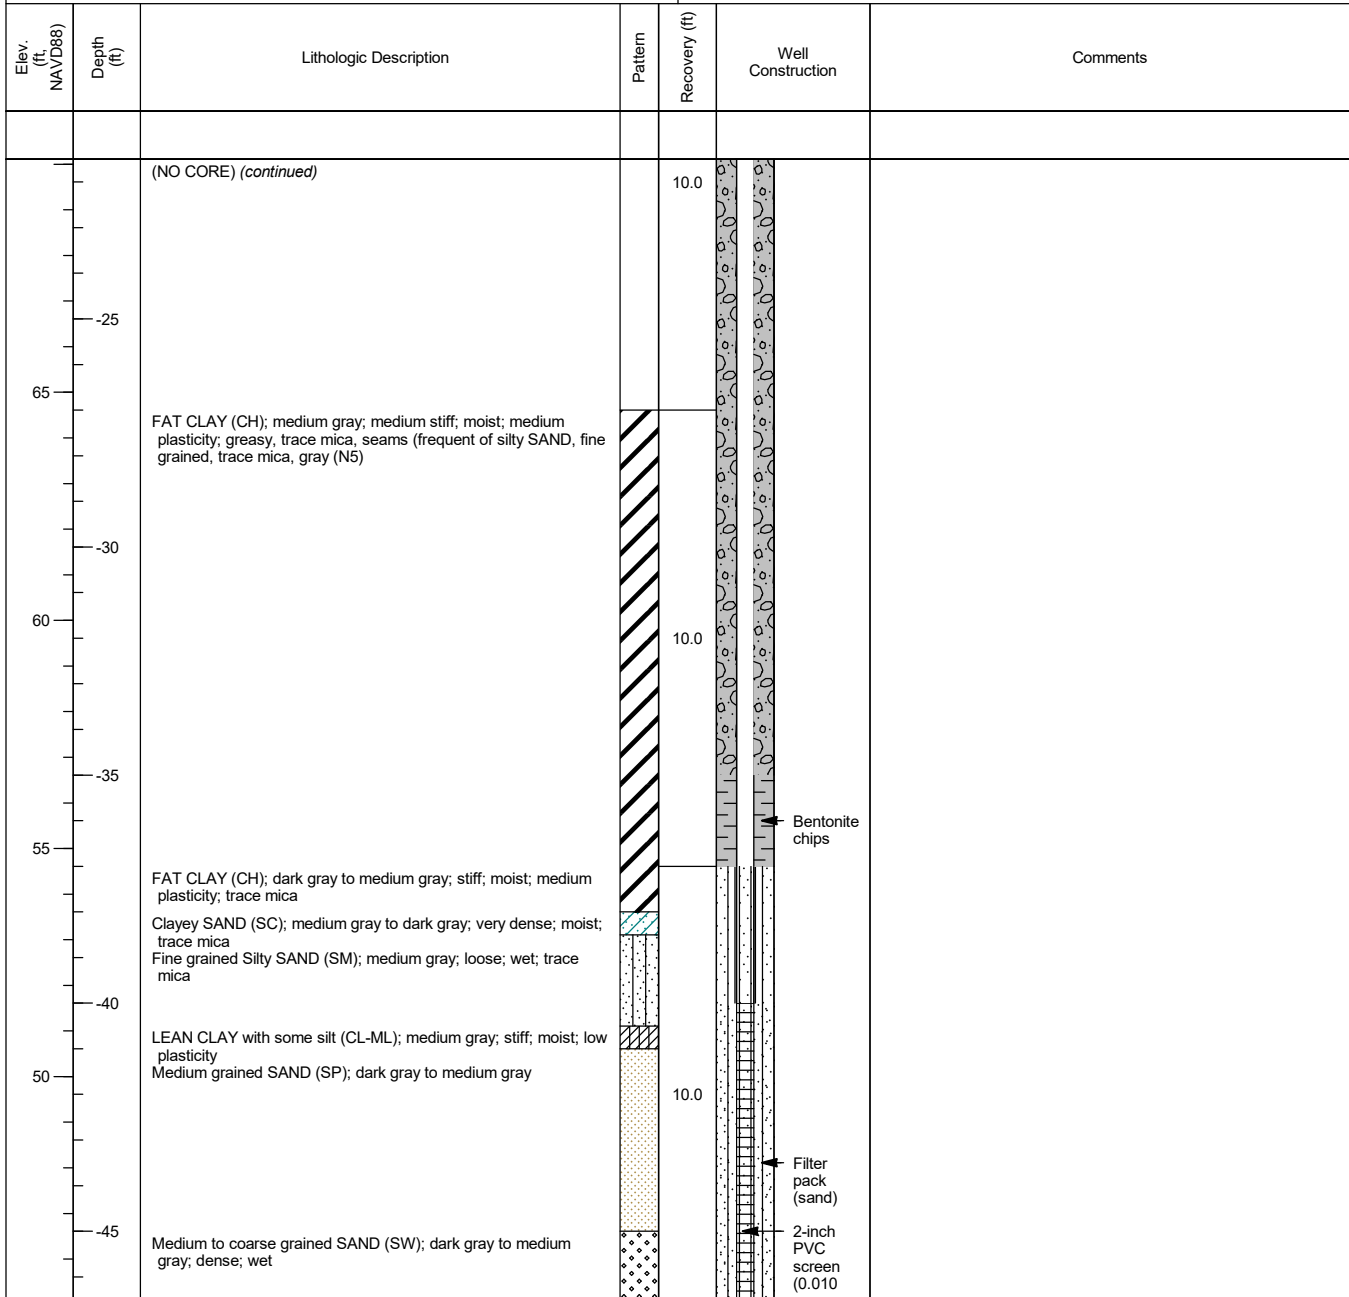 Elev. (ft, NAVD88)
Depth (ft)
Lithologic Description
Pattern
Recovery (ft)
Well Construction
Comments
(NO CORE) (continued)
10.0
-25
65
FAT CLAY (CH); medium gray; medium stiff; moist; medium
plasticity; greasy, trace mica, seams (frequent of silty SAND, fine
grained, trace mica, gray (N5)
-30
60
10.0
-35
Bentonite
chips
55
FAT CLAY (CH); dark gray to medium gray; stiff; moist; medium
plasticity; trace mica
Clayey SAND (SC); medium gray to dark gray; very dense; moist;
trace mica
Fine grained Silty SAND (SM); medium gray; loose; wet; trace
mica
-40
LEAN CLAY with some silt (CL-ML); medium gray; stiff; moist; low
plasticity
50
Medium grained SAND (SP); dark gray to medium gray
10.0
Filter
pack
(sand)
-45
Medium to coarse grained SAND (SW); dark gray to medium
gray; dense; wet
2-inch
PVC
screen
(0.010